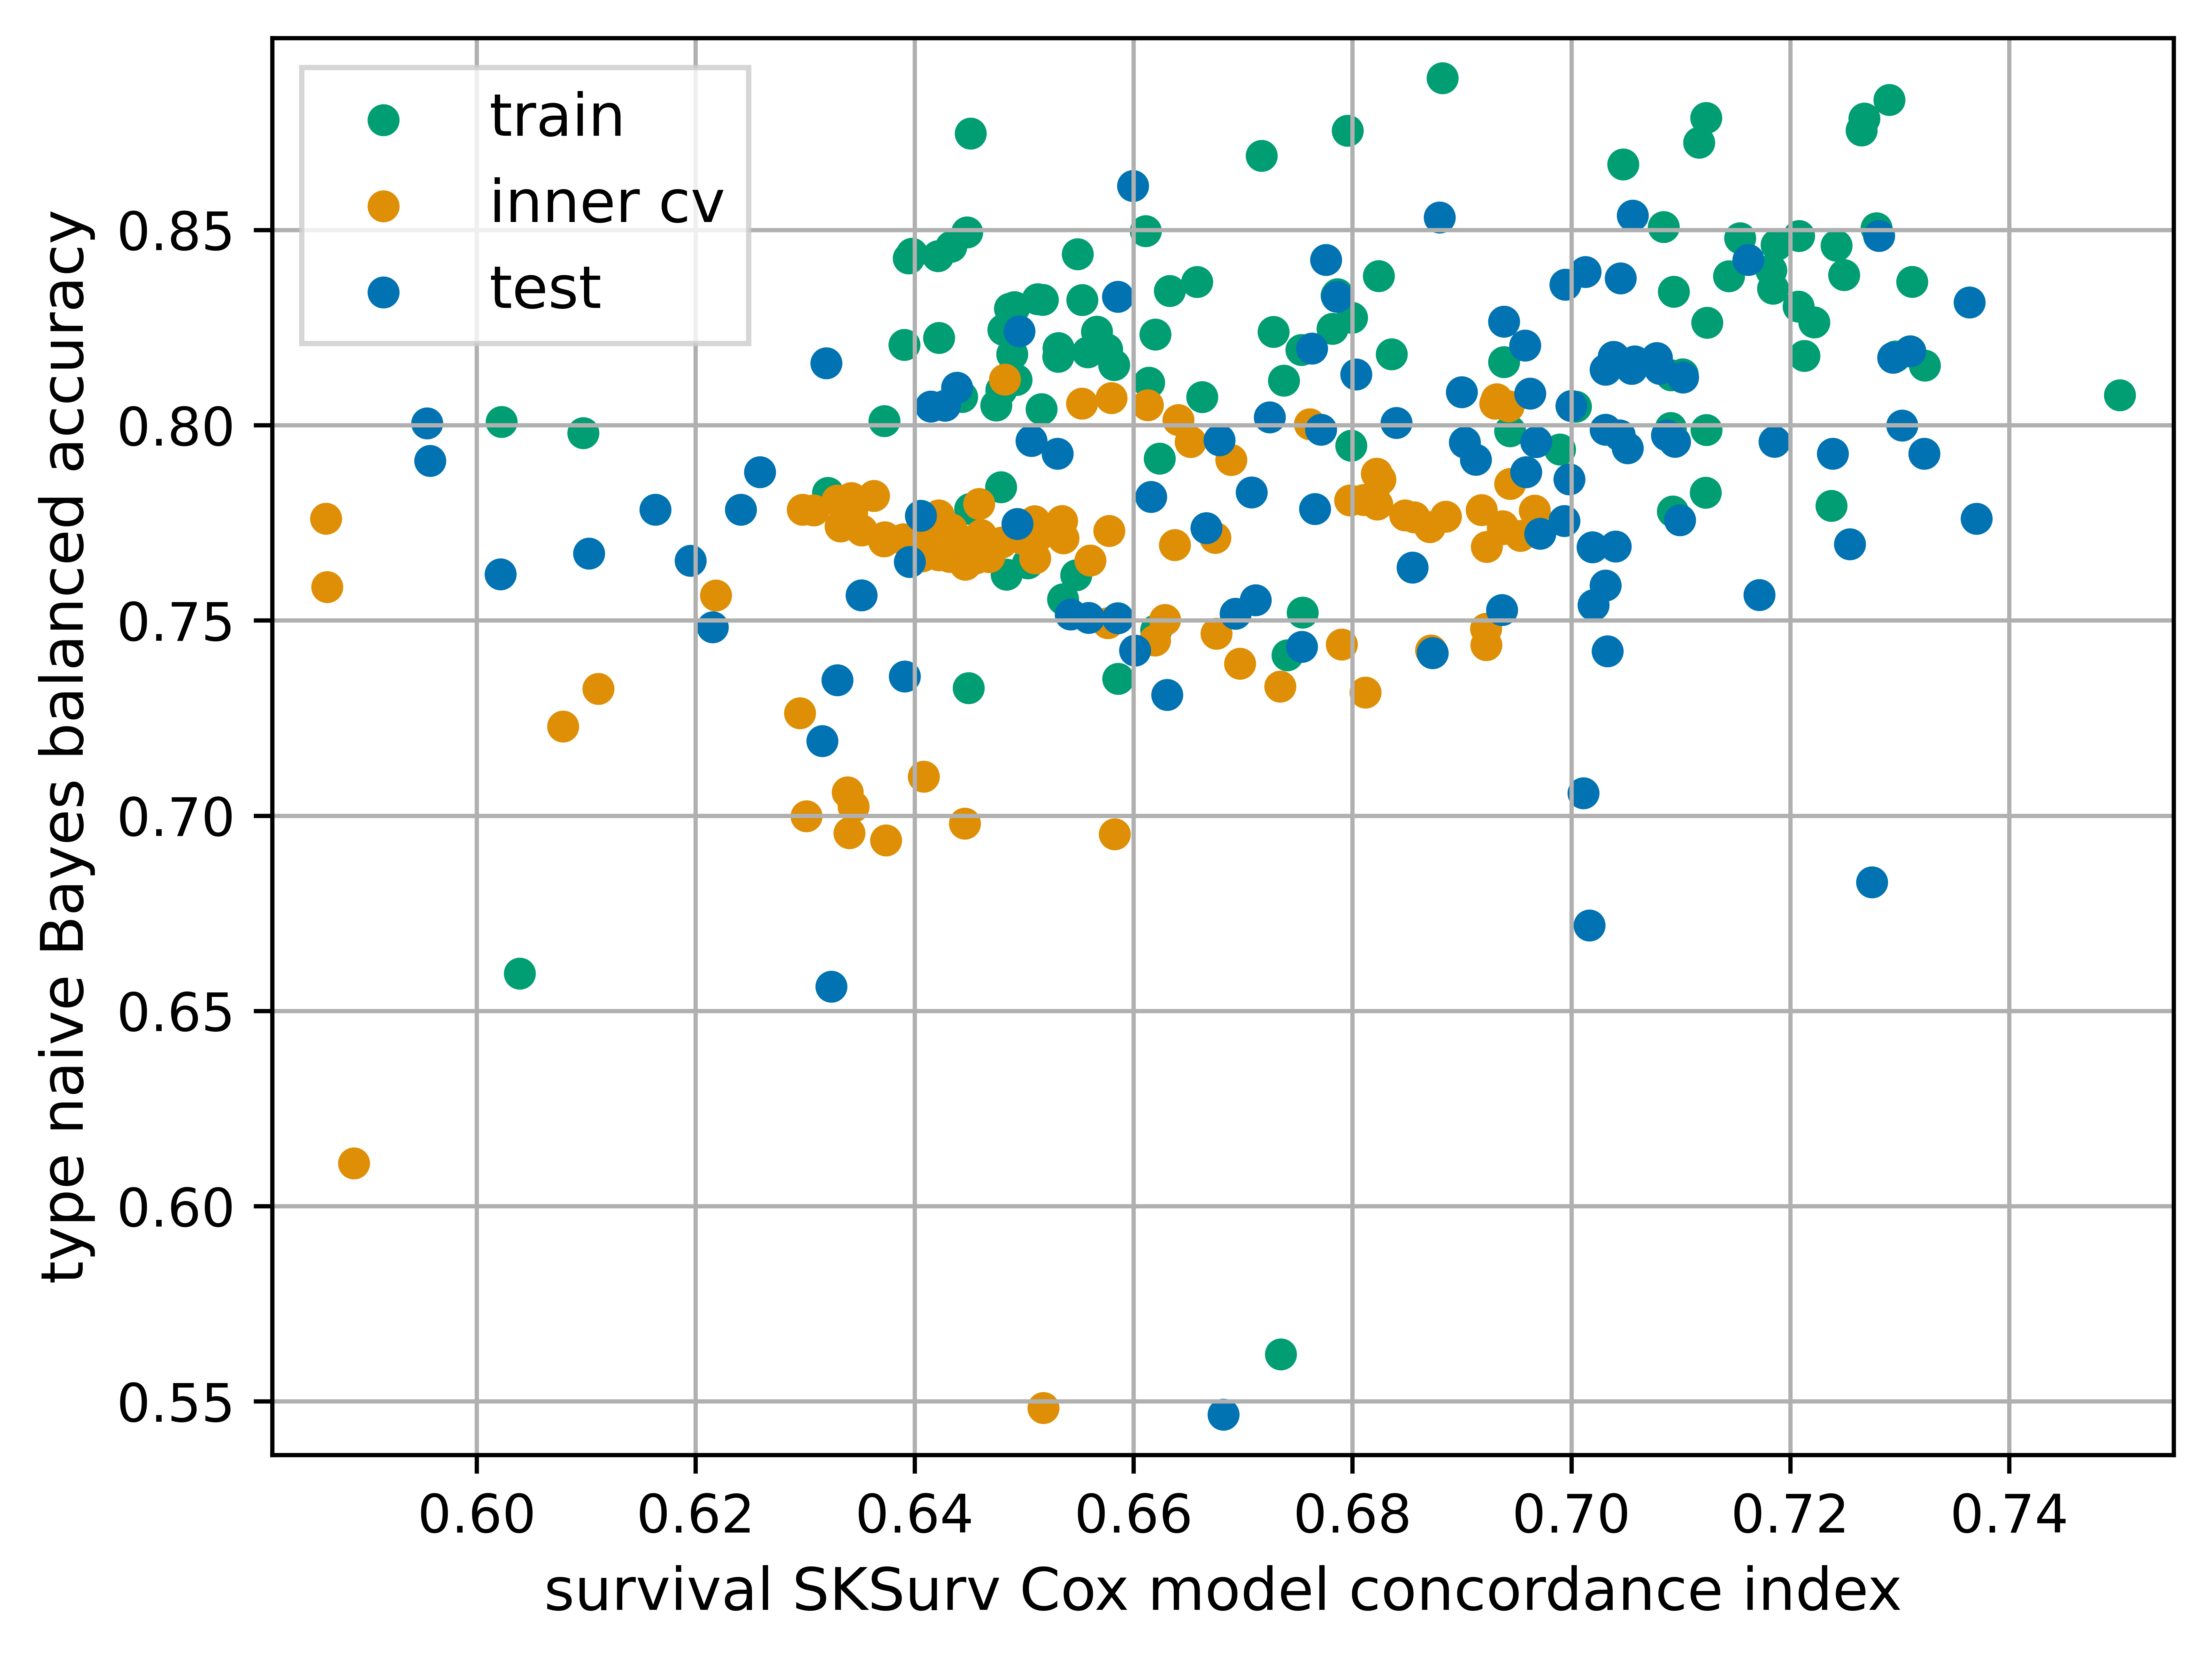 train
inner cv
test
type naive Bayes balanced accuracy
0.85
0.80
0.75
0.70
0.65
0.60
0.55
0.60 0.62 0.64 0.66 0.68 0.70 0.72 0.74
survival SKSurv Cox model concordance index